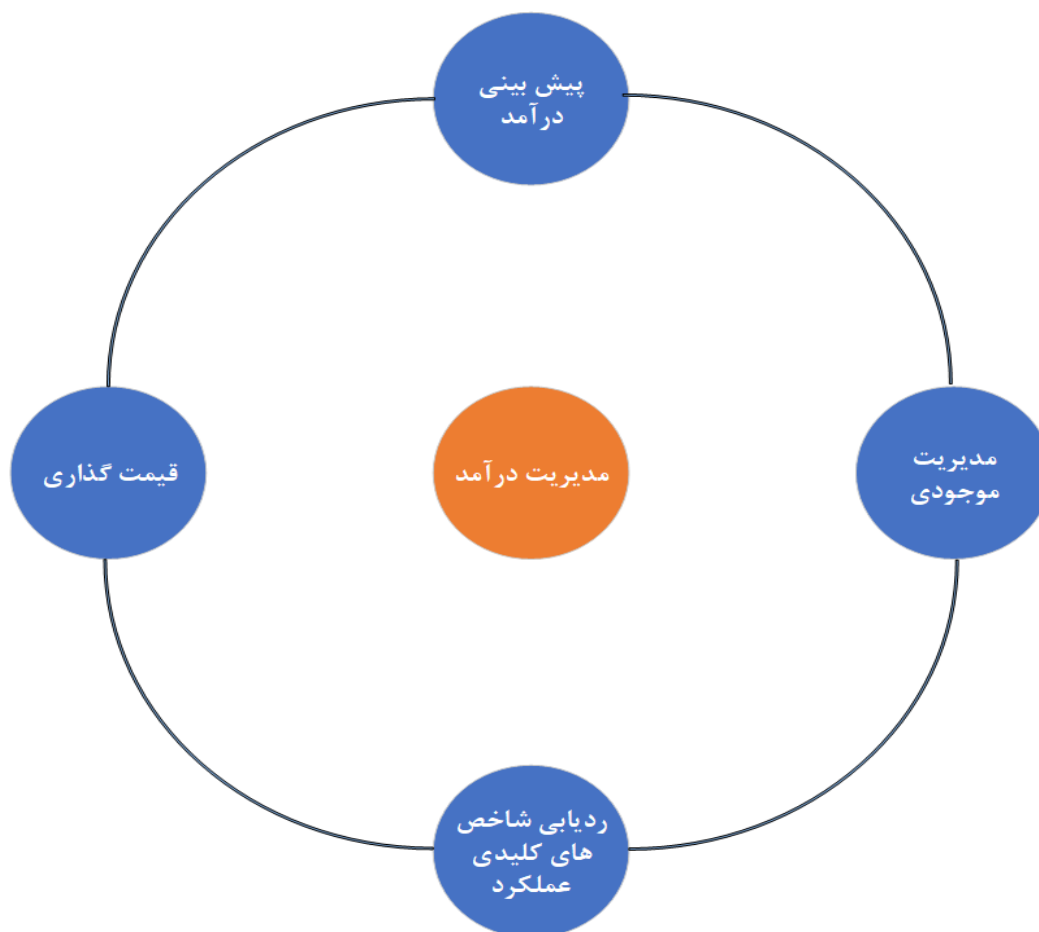 پیش بینی
درآمد
مدیریت
موجودی
مدیریت درآمد
قیمت گذاری
ردیابی شاخص
های کلیدی
عملکرد